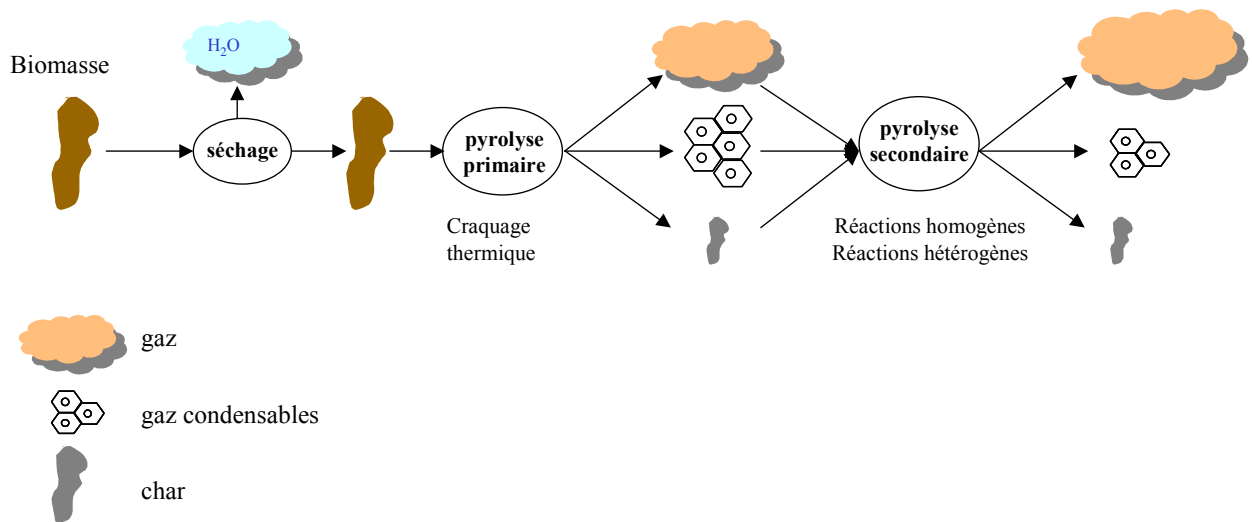 H₂O
Biomasse
séchage
pyrolyse
primaire
pyrolyse
secondaire
Craquage
thermique
Réactions homogènes
Réactions hétérogènes
gaz
gaz condensables
char